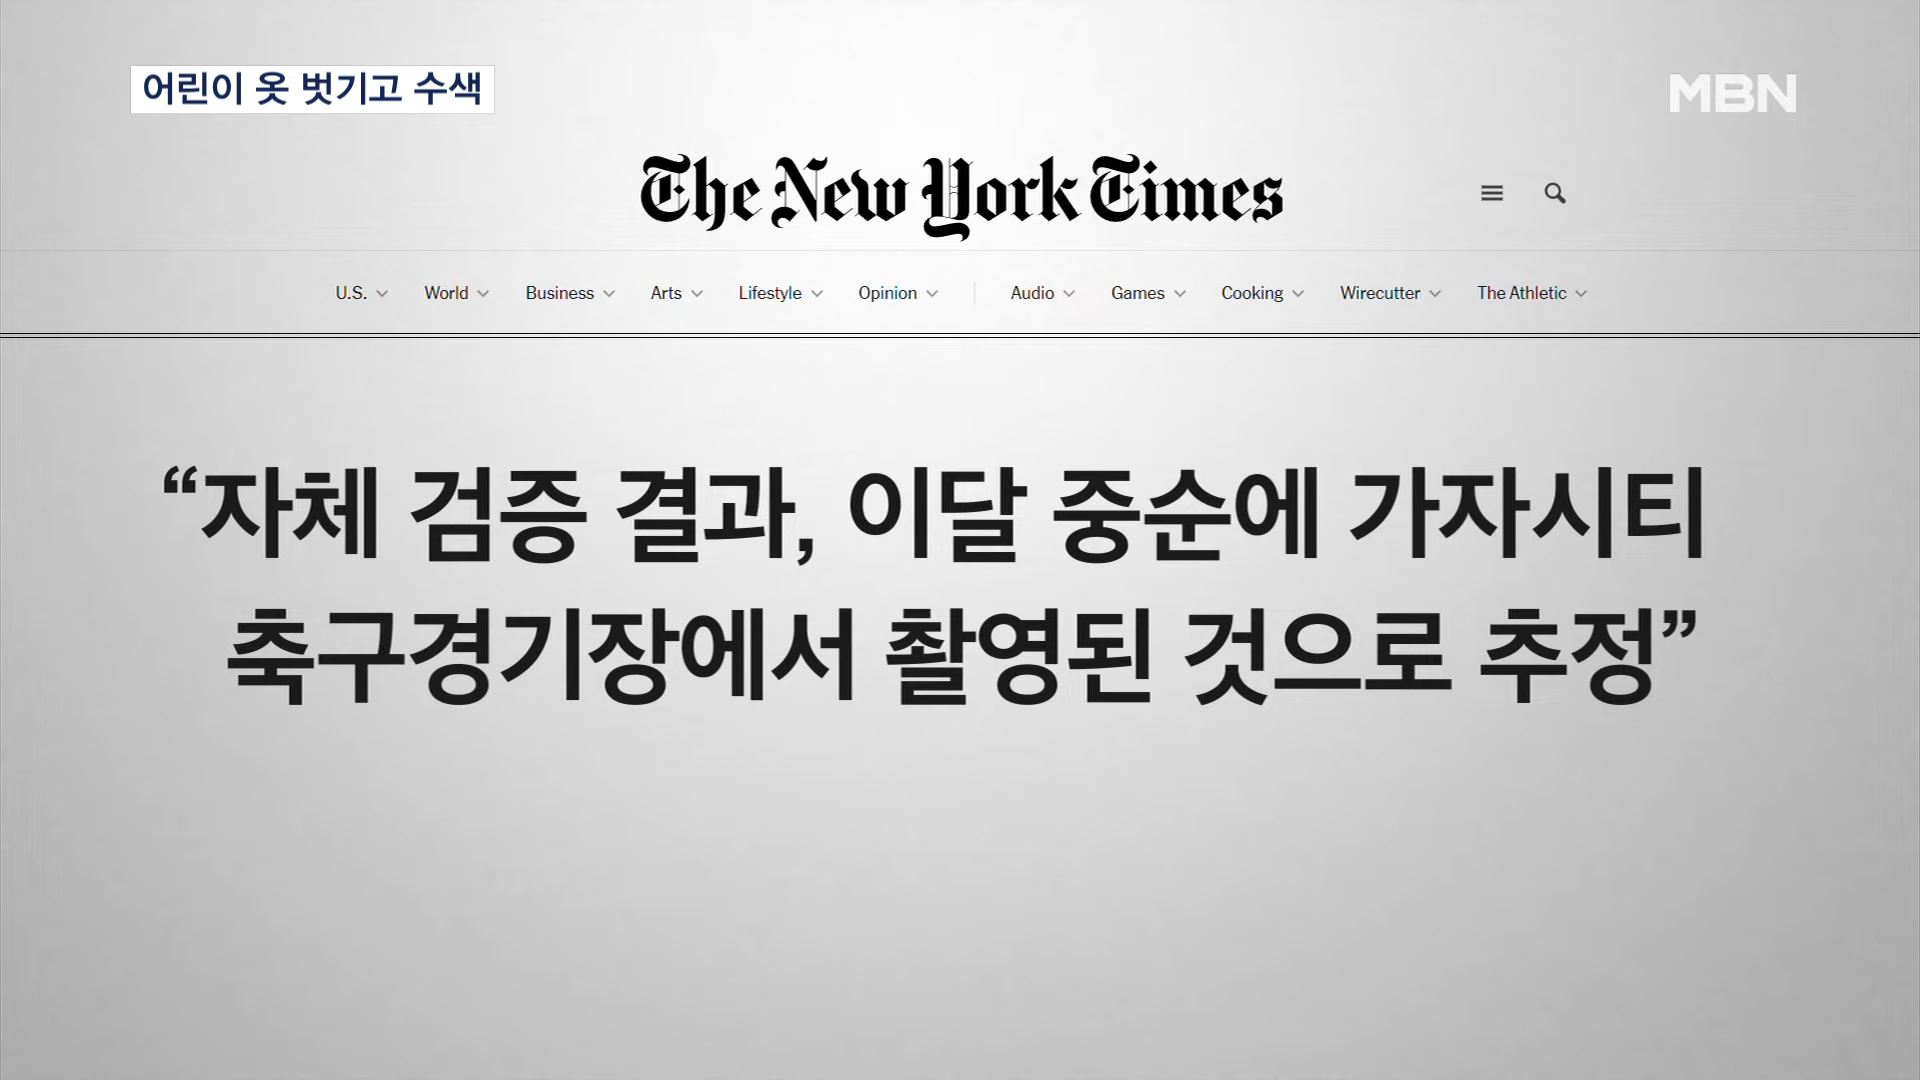 어린이 옷 벗기고 수색
MBN
The New York Times
U.S. World Business Arts Lifestyle Opinion Audio Games Cooking Wirecutter The Athletic
“자체 검증 결과, 이달 중순에 가자시티
축구경기장에서 촬영된 것으로 추정”